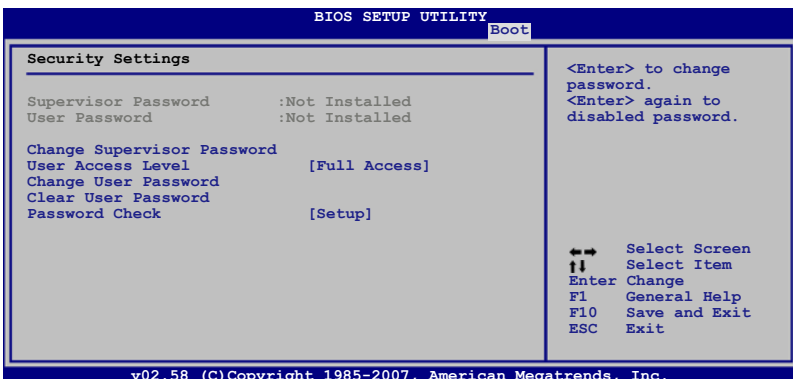 BIOS SETUP UTILITY
Boot
Security Settings
Supervisor Password :Not Installed
User Password :Not Installed
Change Supervisor Password
User Access Level [Full Access]
Change User Password
Clear User Password
Password Check [Setup]
<Enter> to change
password.
<Enter> again to
disabled password.
←→ Select Screen
↑↓ Select Item
Enter Change
F1 General Help
F10 Save and Exit
ESC Exit
v02.58 (C)Copyright 1985-2007, American Megatrends, Inc.